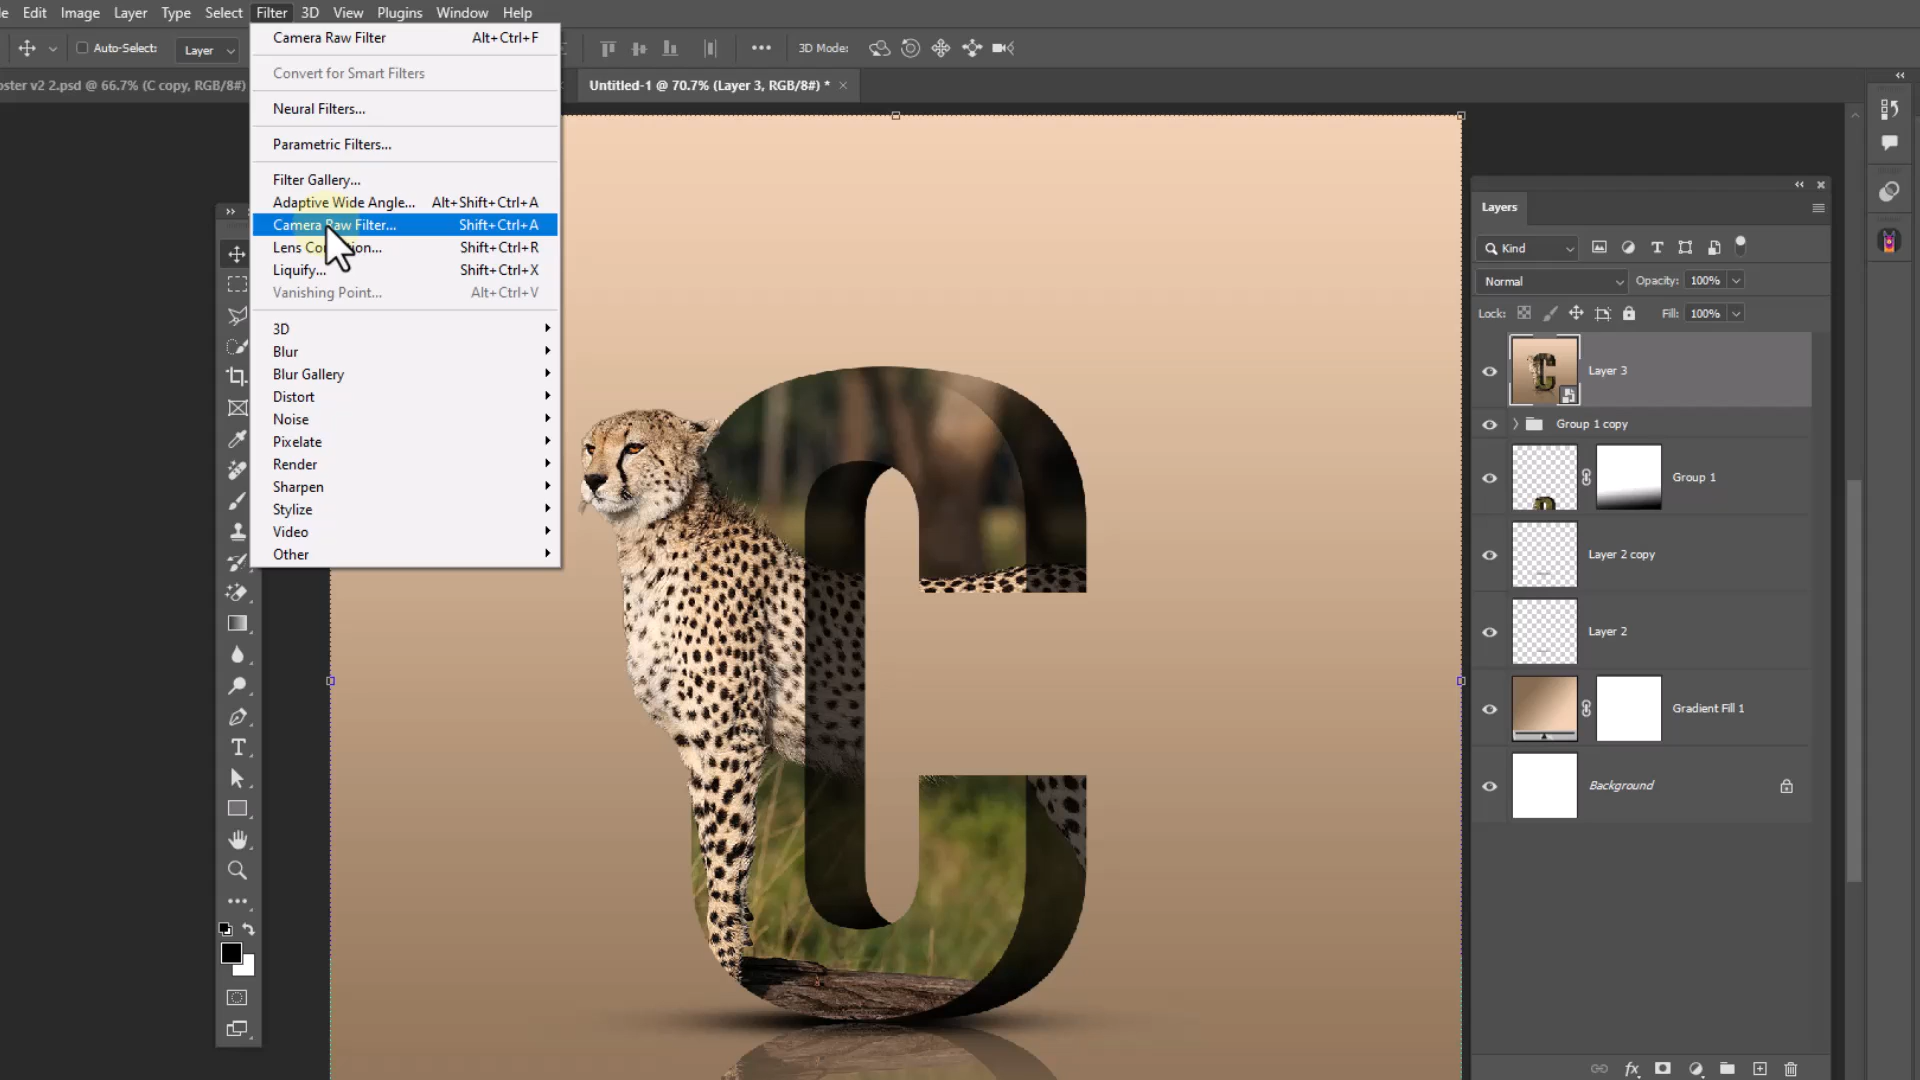 Edit Image Layer Type Select Filter 3D View Plugins Window Help
Auto-Select: Layer
3D Mode:
oster v2 2.psd @ 66.7% (C copy, RGB/8#)
Untitled-1 @ 70.7% (Layer 3, RGB/8#) *
Camera Raw Filter Alt+Ctrl+F
Convert for Smart Filters
Neural Filters...
Parametric Filters...
Filter Gallery...
Adaptive Wide Angle... Alt+Shift+Ctrl+A
Camera Raw Filter... Shift+Ctrl+A
Lens Shift+Ctrl+R
Liquify... Shift+Ctrl+X
Vanishing Point... Alt+Ctrl+V
3D
Blur
Blur Gallery
Distort
Noise
Pixelate
Render
Sharpen
Stylize
Video
Other
C
Layers
Kind
Normal Opacity: 100%
Lock: Fill: 100%
Layer 3
Group 1 copy
Group 1
Layer 2 copy
Layer 2
Gradient Fill 1
Background
fx